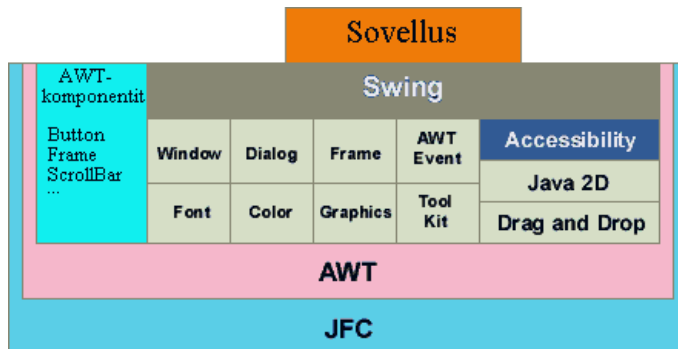 Sovellus
AWT-
komponentit
Button
Frame
ScrollBar
...
Swing
Window
Dialog
Frame
AWT
Event
Accessibility
Java 2D
Font
Color
Graphics
Tool
Kit
Drag and Drop
AWT
JFC